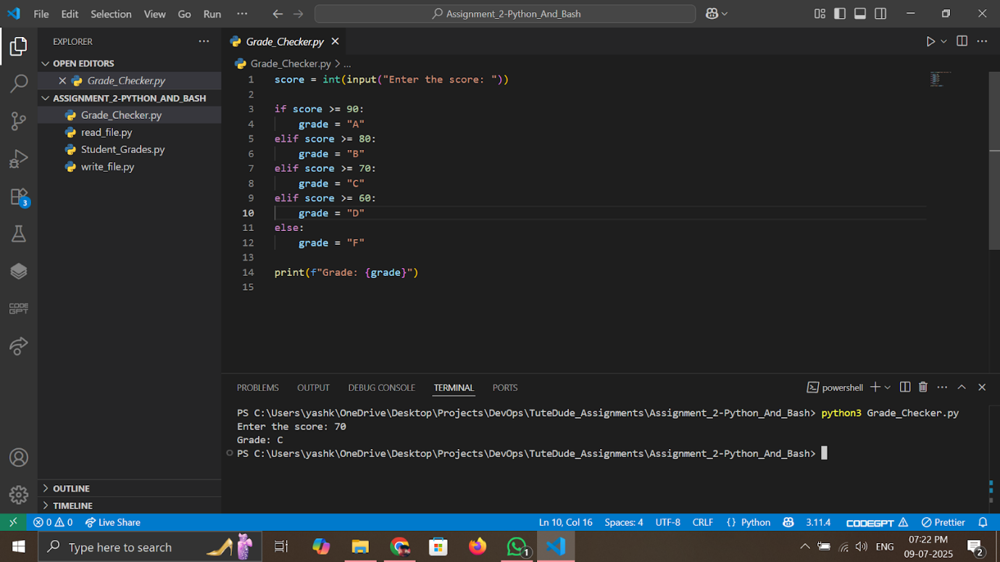 File Edit Selection View Go Run ··· Assignment_2-Python_And_Bash
EXPLORER
OPEN EDITORS
Grade_Checker.py
ASSIGNMENT_2-PYTHON_AND_BASH
Grade_Checker.py
read_file.py
Student_Grades.py
write_file.py
3
CODE
GPT
OUTLINE
TIMELINE
Grade_Checker.py
Grade_Checker.py > ...
1 score = int(input("Enter the score: "))
2
3 if score >= 90:
4     grade = "A"
5 elif score >= 80:
6     grade = "B"
7 elif score >= 70:
8     grade = "C"
9 elif score >= 60:
10     grade = "D"
11 else:
12     grade = "F"
13
14 print(f"Grade: {grade}")
15
PROBLEMS OUTPUT DEBUG CONSOLE TERMINAL PORTS powershell
PS C:\Users\yashk\OneDrive\Desktop\Projects\DevOps\TuteDude_Assignments\Assignment_2-Python_And_Bash> python3 Grade_Checker.py
Enter the score: 70
Grade: C
PS C:\Users\yashk\OneDrive\Desktop\Projects\DevOps\TuteDude_Assignments\Assignment_2-Python_And_Bash>
0 0 Live Share Ln 10, Col 16 Spaces: 4 UTF-8 CRLF {} Python 3.11.4 CODEGPT Prettier
Type here to search 1 ENG 07:22 PM 2
09-07-2025